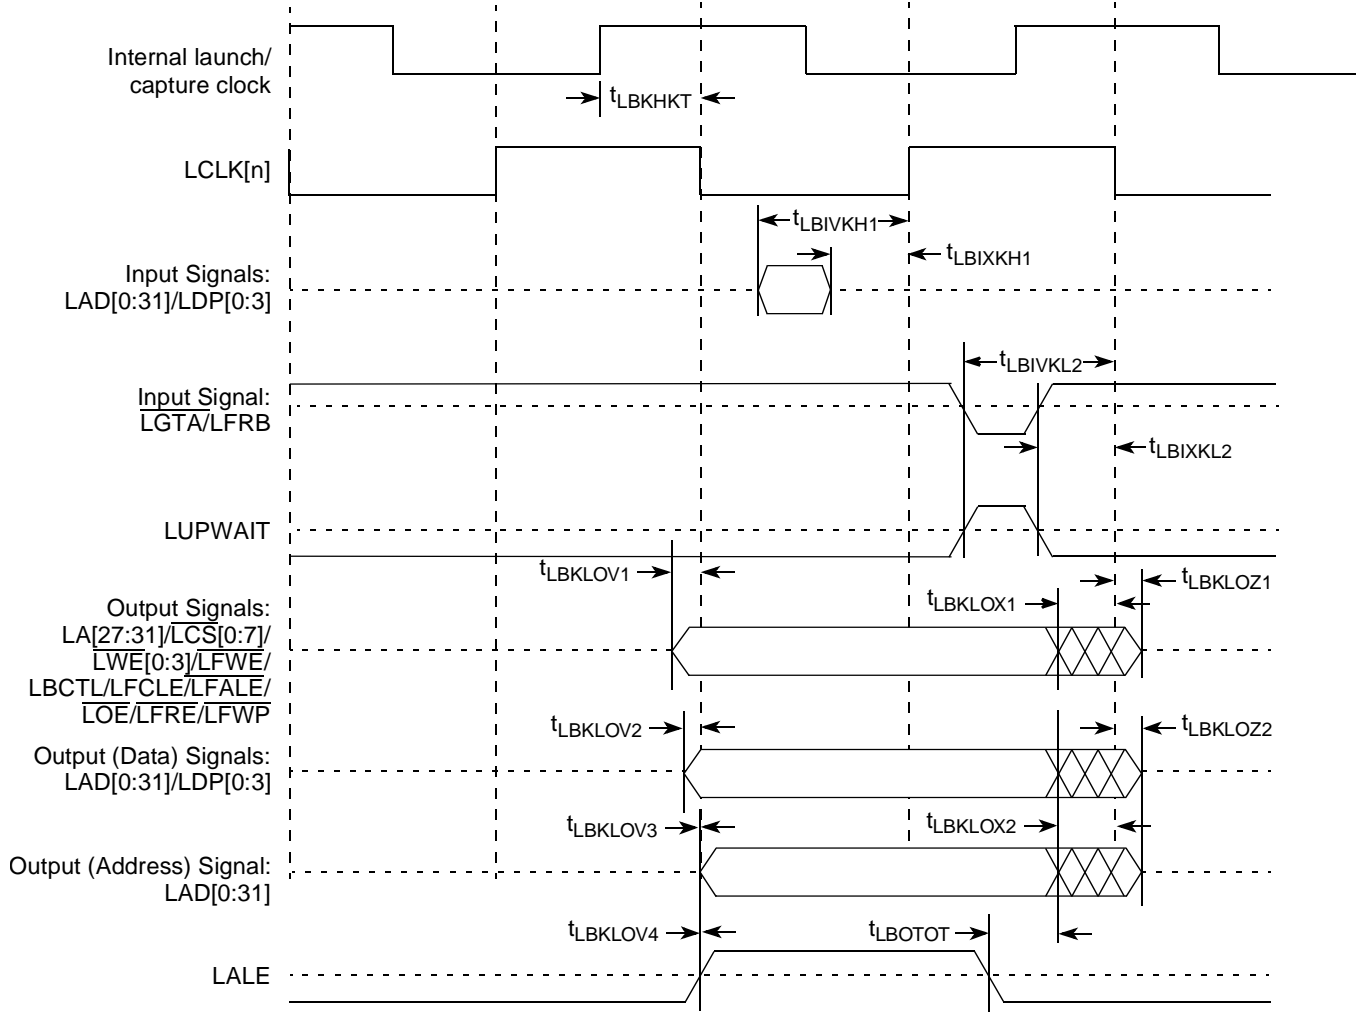 Internal launch/
capture clock
tLBKHKT
LCLK[n]
tLBIVKH1
tLBIXKH1
Input Signals:
LAD[0:31]/LDP[0:3]
tLBIVKL2
Input Signal:
LGTA/LFRB
tLBIXKL2
LUPWAIT
tLBKLOV1
tLBKLOZ1
tLBKLOX1
Output Signals:
LA[27:31]/LCS[0:7]/
LWE[0:3]/LFWE/
LBCTL/LFCLE/LFALE/
LOE/LFRE/LFWP
tLBKLOV2
tLBKLOZ2
Output (Data) Signals:
LAD[0:31]/LDP[0:3]
tLBKLOV3
tLBKLOX2
Output (Address) Signal:
LAD[0:31]
tLBKLOV4
tLBOTOT
LALE